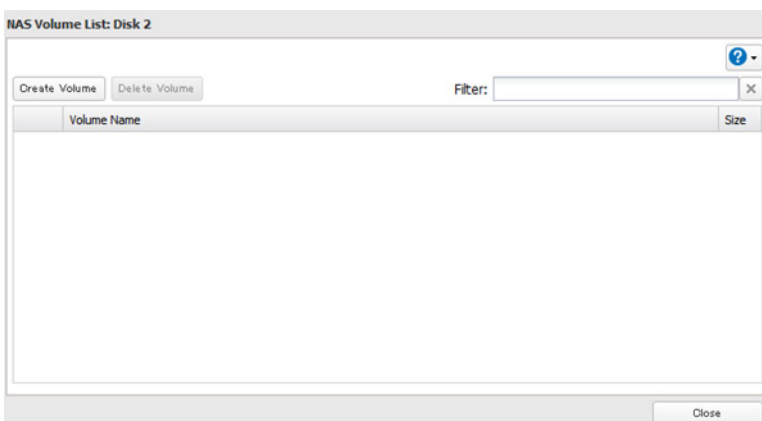 NAS Volume List: Disk 2
?
Create Volume Delete Volume Filter:
Volume Name Size
Close